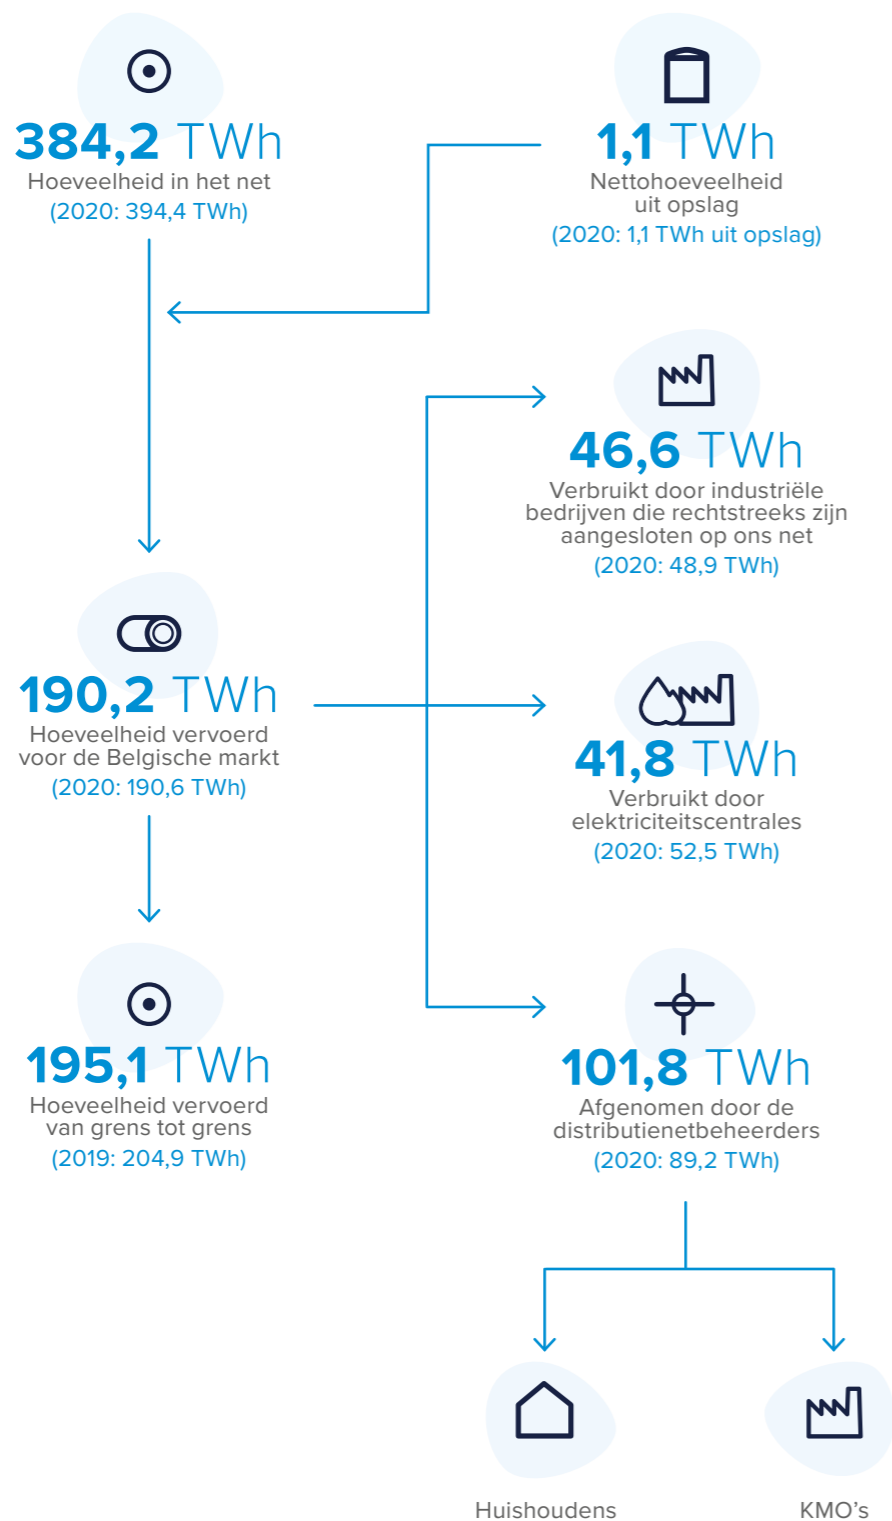 384,2 TWh
Hoeveelheid in het net
(2020: 394,4 TWh)
1,1 TWh
Nettohoeveelheid
uit opslag
(2020: 1,1 TWh uit opslag)
46,6 TWh
Verbruikt door industriële
bedrijven die rechtstreeks zijn
aangesloten op ons net
(2020: 48,9 TWh)
190,2 TWh
Hoeveelheid vervoerd
voor de Belgische markt
(2020: 190,6 TWh)
41,8 TWh
Verbruikt door
elektriciteitscentrales
(2020: 52,5 TWh)
195,1 TWh
Hoeveelheid vervoerd
van grens tot grens
(2019: 204,9 TWh)
101,8 TWh
Afgenomen door de
distributienetbeheerders
(2020: 89,2 TWh)
Huishoudens
KMO's